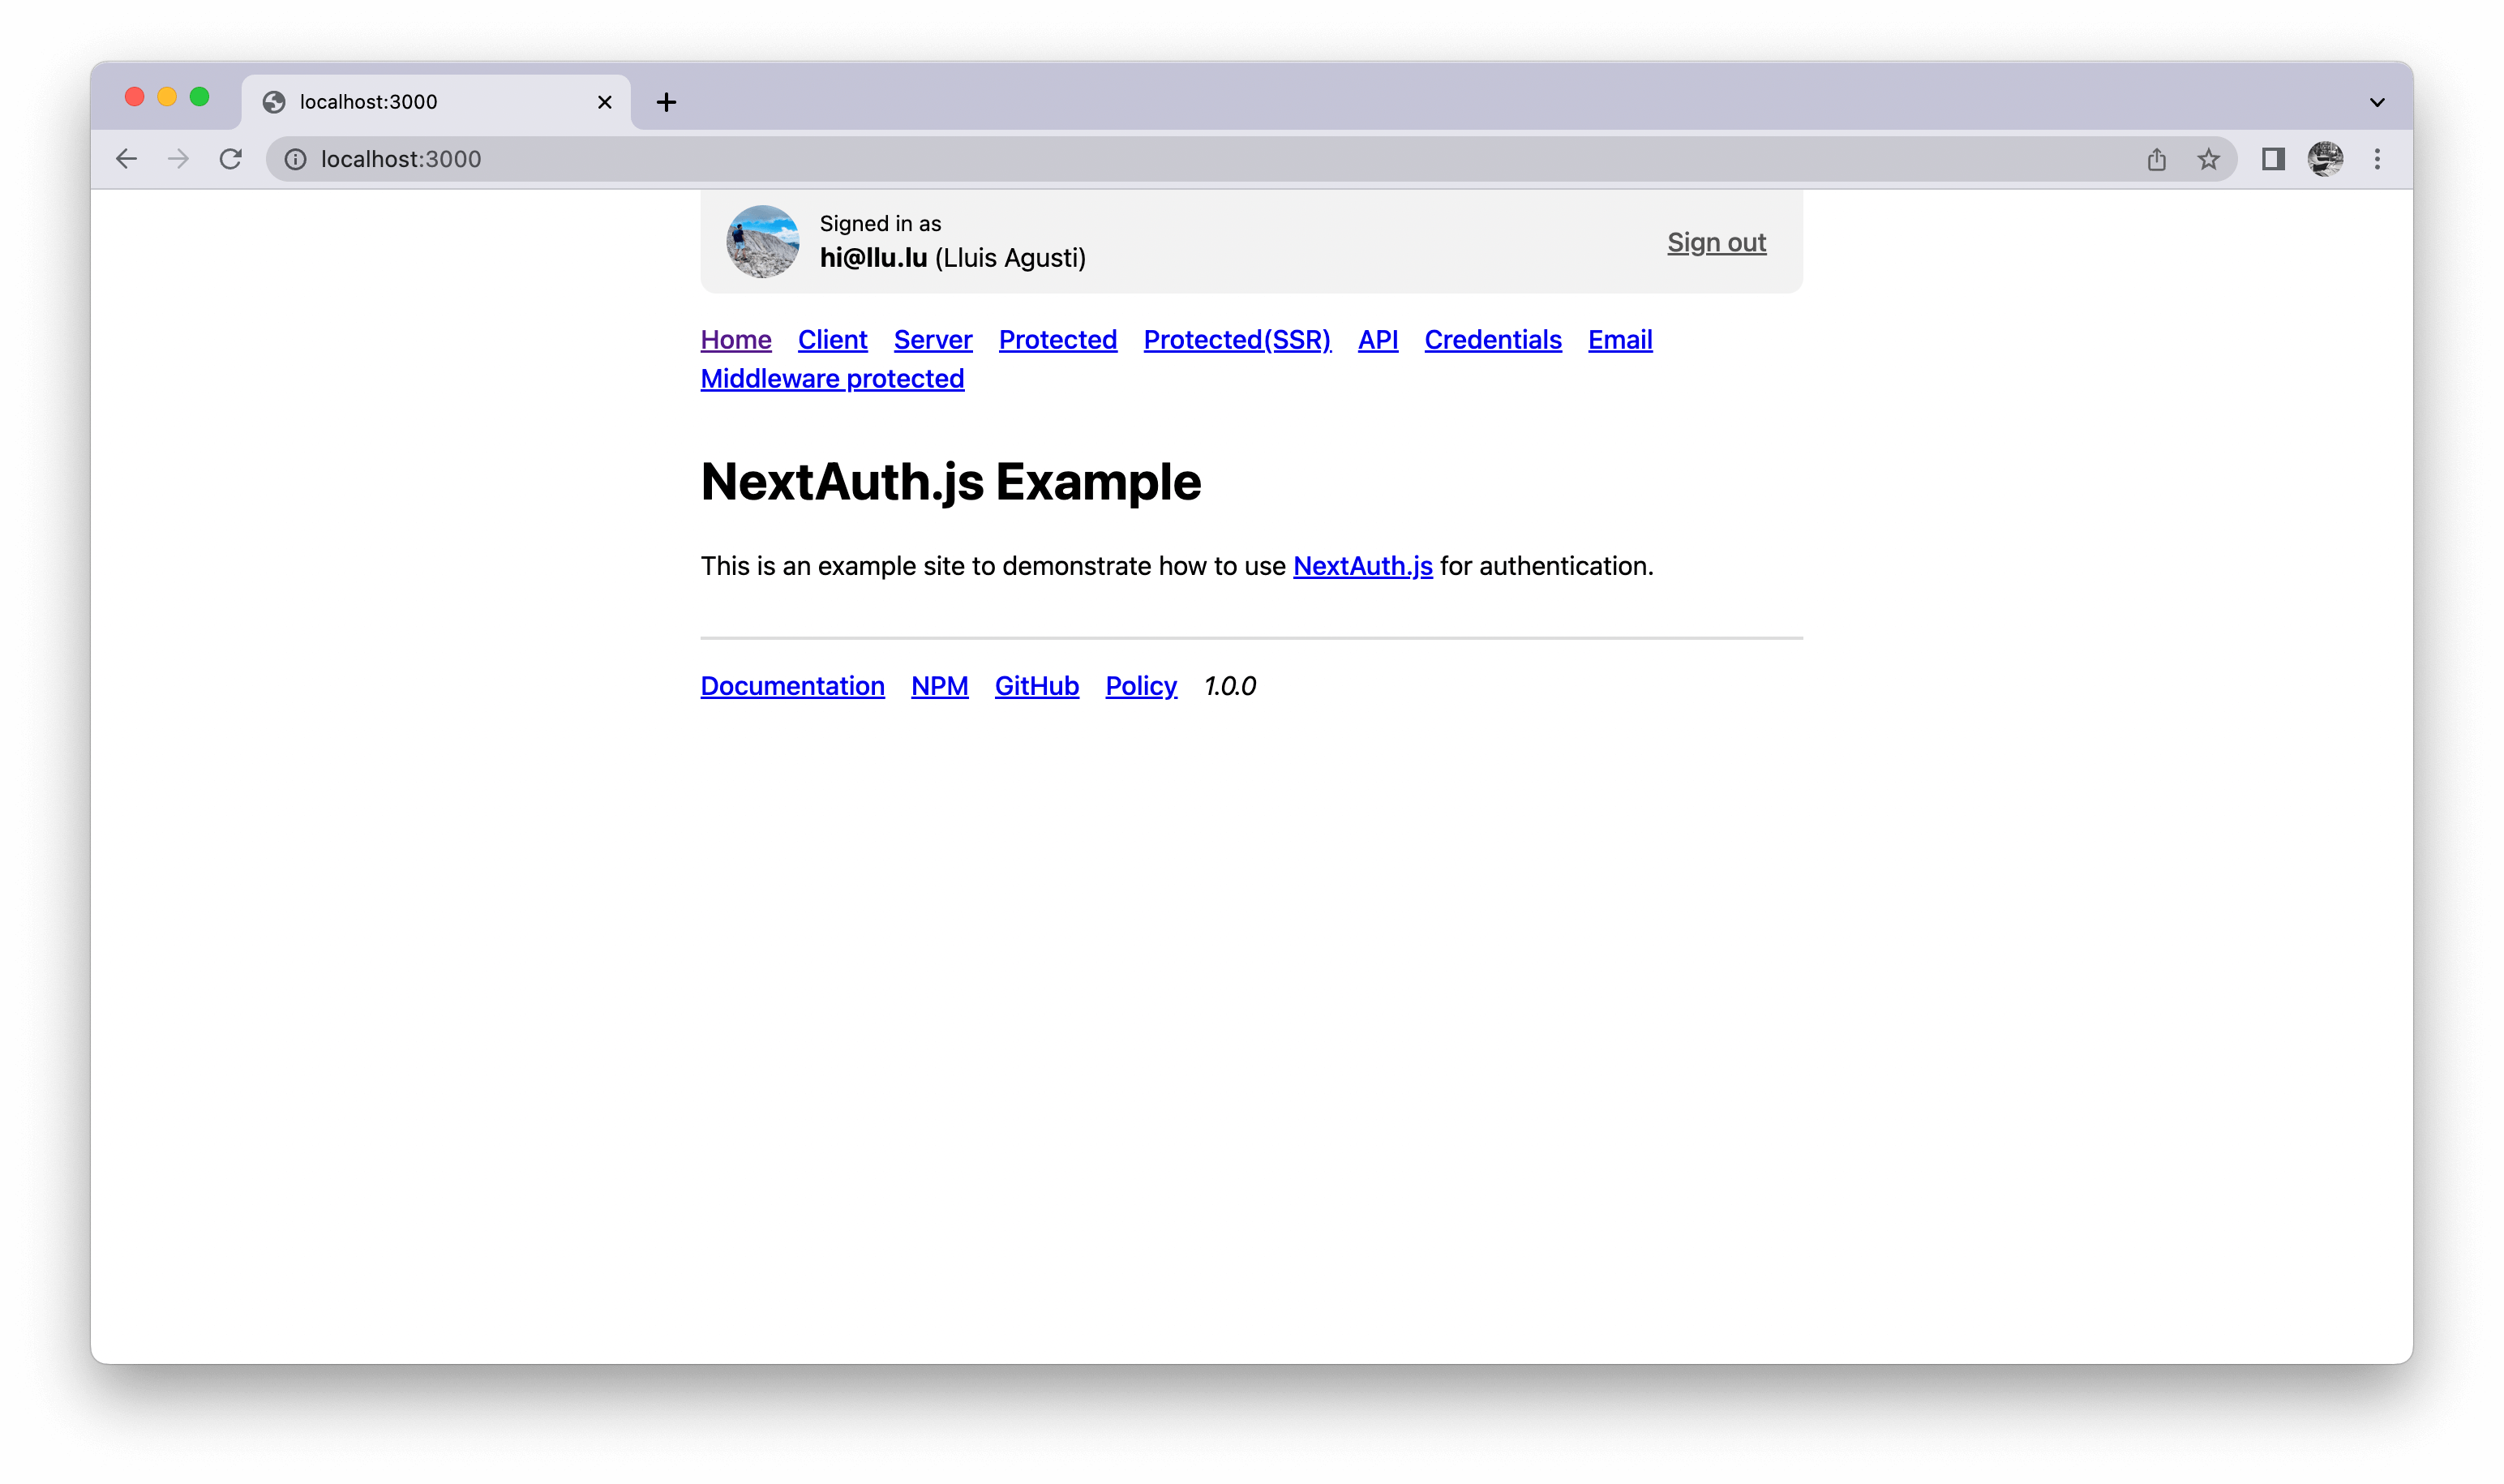 localhost:3000
localhost:3000
Signed in as
hi@llu.lu (Lluis Agusti)
Sign out
Home Client Server Protected Protected(SSR) API Credentials Email
Middleware protected
NextAuth.js Example
This is an example site to demonstrate how to use NextAuth.js for authentication.
Documentation NPM GitHub Policy 1.0.0